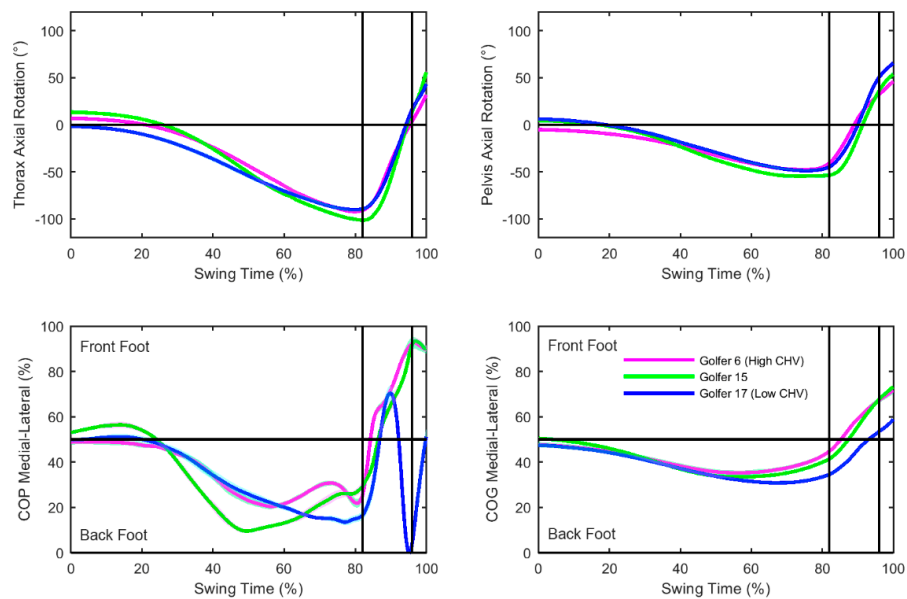 100
50
0
-50
-100
Thorax Axial Rotation (°)
0 20 40 60 80 100
Swing Time (%)
100
50
0
-50
-100
Pelvis Axial Rotation (°)
0 20 40 60 80 100
Swing Time (%)
100
80
60
40
20
0
COP Medial-Lateral (%)
Front Foot
Back Foot
0 20 40 60 80 100
Swing Time (%)
100
80
60
40
20
0
COG Medial-Lateral (%)
Front Foot
Golfer 6 (High CHV)
Golfer 15
Golfer 17 (Low CHV)
Back Foot
0 20 40 60 80 100
Swing Time (%)